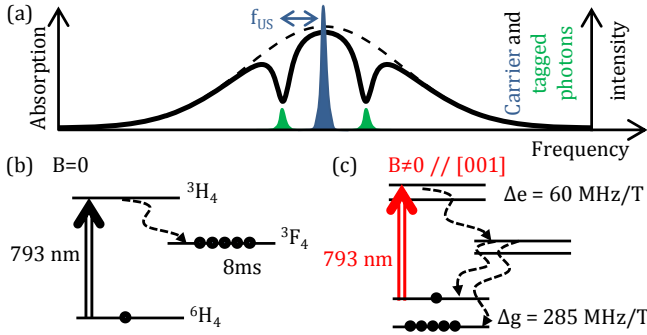 (a)
f_US
Absorption
Carrier and
tagged
photons
intensity
Frequency
(b) B=0
³H₄
³F₄
793 nm
8ms
⁶H₄
(c) B≠0 // [001]
Δe = 60 MHz/T
793 nm
Δg = 285 MHz/T